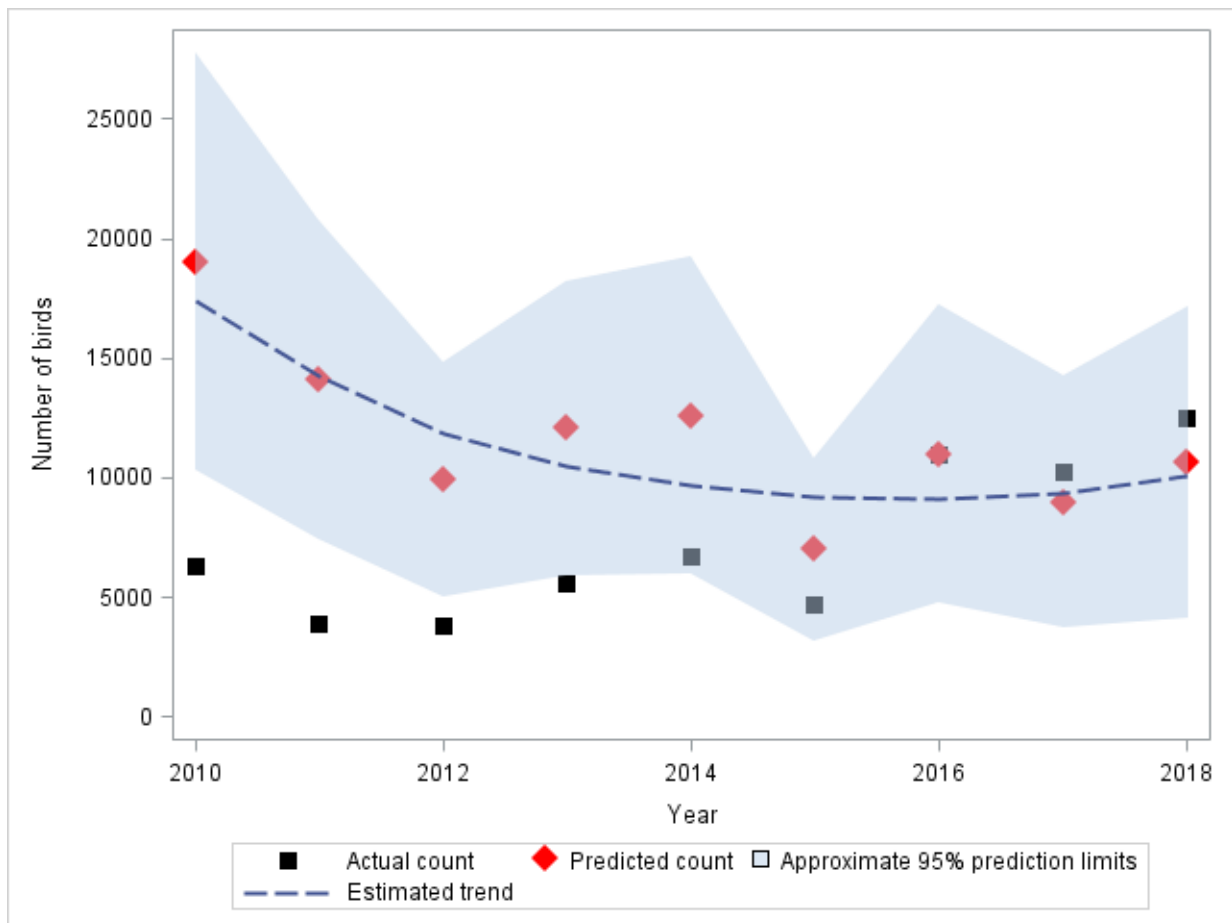 25000
20000
15000
10000
5000
0
Number of birds
2010 2012 2014 2016 2018
Year
Actual count Predicted count Approximate 95% prediction limits
Estimated trend